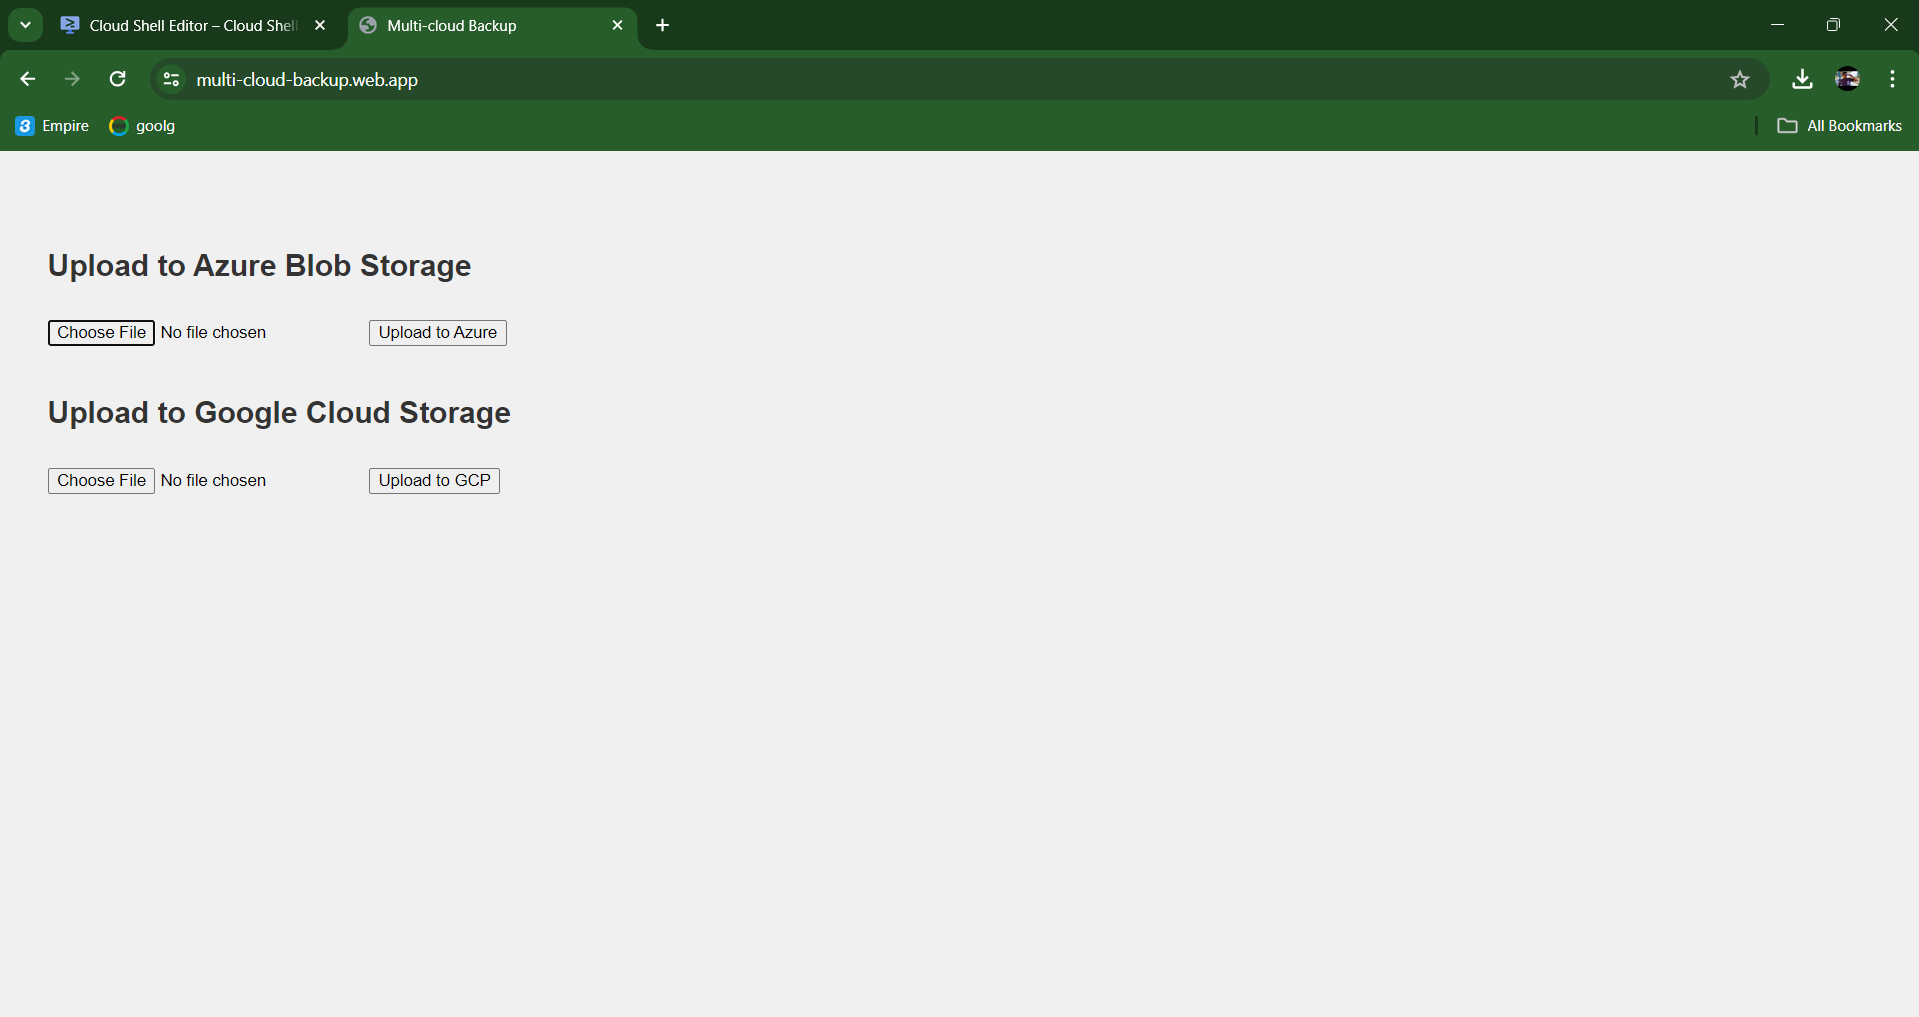 Cloud Shell Editor – Cloud Shell
Multi-cloud Backup
multi-cloud-backup.web.app
Empire
goolg
All Bookmarks
Upload to Azure Blob Storage
Choose File No file chosen Upload to Azure
Upload to Google Cloud Storage
Choose File No file chosen Upload to GCP